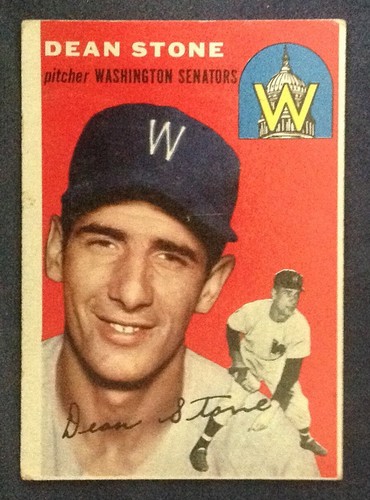 DEAN STONE
pitcher WASHINGTON SENATORS
W
W
Dean Stone